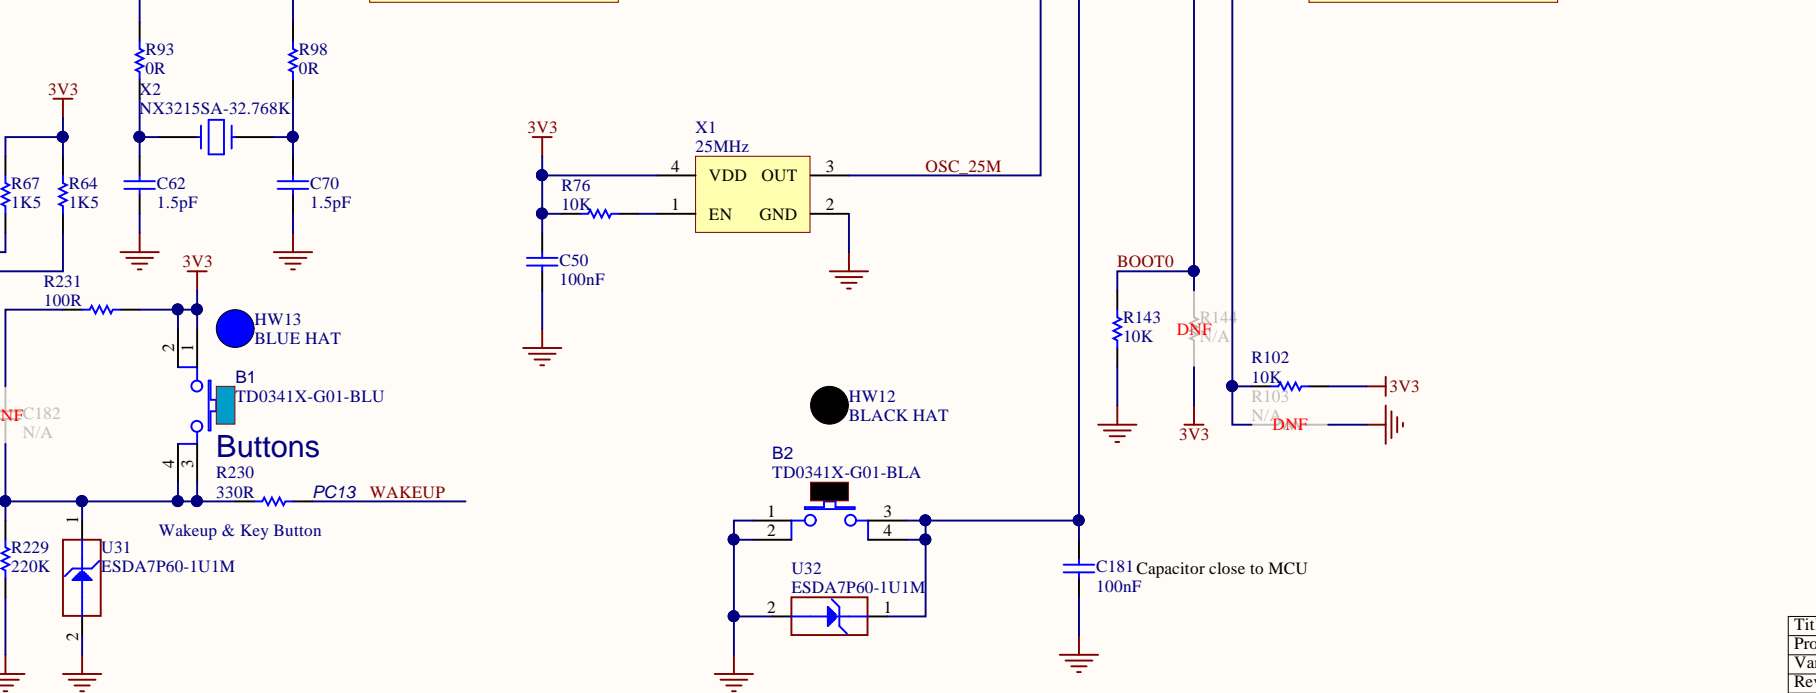 R93
0R
R98
0R
X2
NX3215SA-32.768K
3V3
R67
1K5
R64
1K5
C62
1.5pF
C70
1.5pF
3V3
X1
25MHz
4
VDD
OUT
3
OSC_25M
R76
10K
1
EN
GND
2
C50
100nF
3V3
R231
100R
2
1
HW13
BLUE HAT
B1
TD0341X-G01-BLU
NF
C182
N/A
Buttons
4
3
R230
330R
PC13
WAKEUP
Wakeup & Key Button
R229
220K
1
U31
ESDA7P60-1U1M
2
HW12
BLACK HAT
B2
TD0341X-G01-BLA
1
2
3
4
U32
ESDA7P60-1U1M
2
1
C181
100nF
Capacitor close to MCU
BOOT0
R143
10K
R144
N/A
DNF
3V3
R102
10K
3V3
R103
N/A
DNF
Tit
Pro
Var
Rev